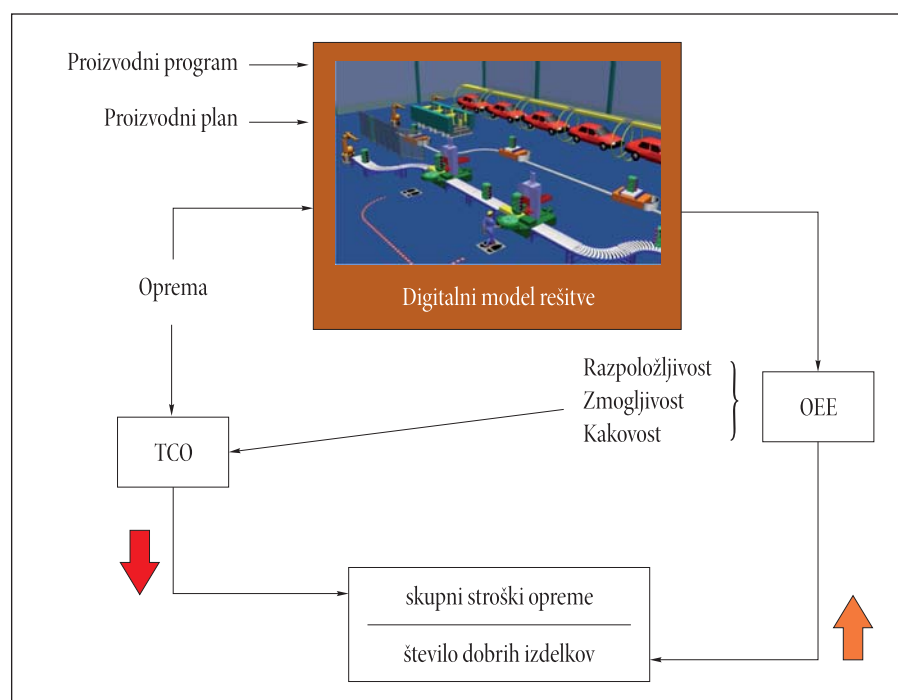 Proizvodni program
Proizvodni plan
Oprema
Digitalni model rešitve
Razpoložljivost
Zmogljivost
Kakovost
OEE
TCO
skupni stroški opreme
število dobrih izdelkov